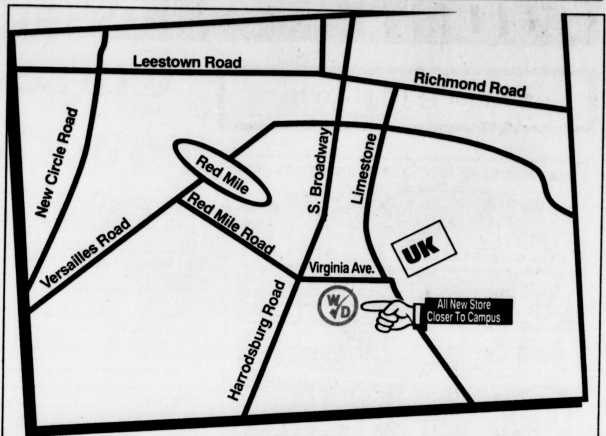 Leestown Road
Richmond Road
New Circle Road
Red Mile
S. Broadway
Limestone
Versailles Road
Red Mile Road
UK
Virginia Ave.
Harrodsburg Road
W/D
All New Store
Closer To Campus